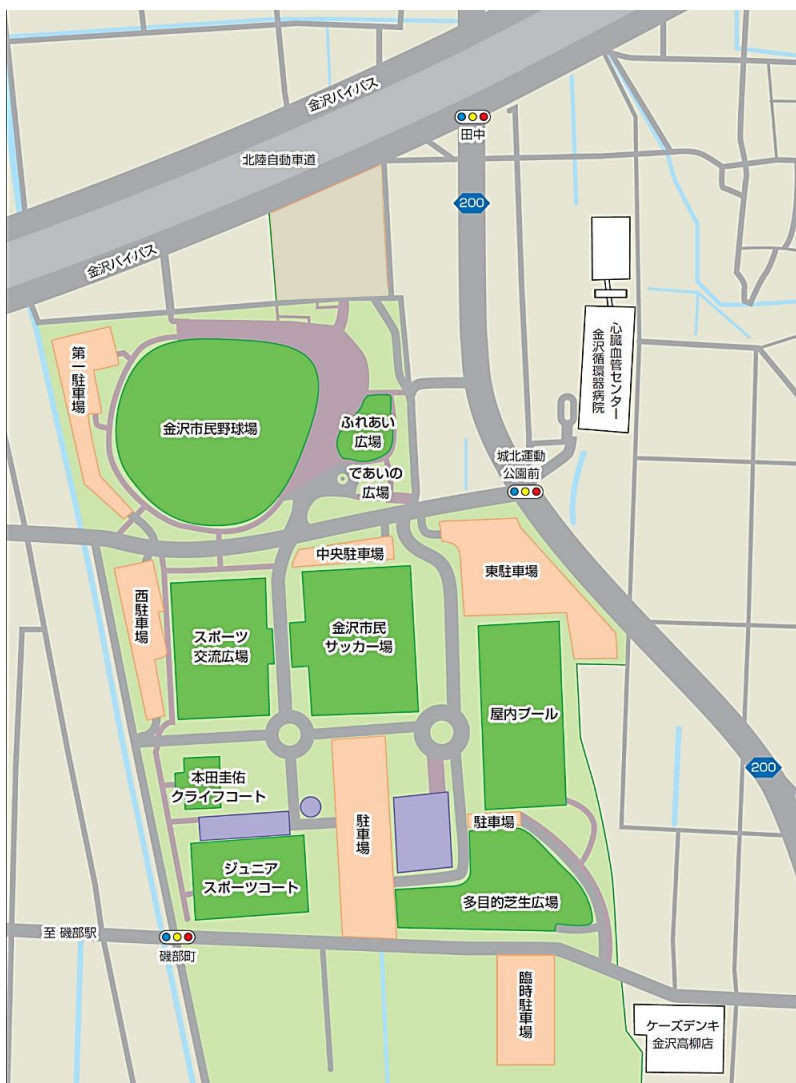 金沢バイパス
田中
北陸自動車道
200
金沢バイパス
心臓血管センター
金沢循環器病院
第一駐車場
金沢市民野球場
ふれあい
広場
であいの
広場
城北運動
公園前
中央駐車場
東駐車場
西駐車場
スポーツ
交流広場
金沢市民
サッカー場
屋内プール
200
本田圭佑
クライフコート
駐車場
駐車場
ジュニア
スポーツコート
多目的芝生広場
至 磯部駅
磯部町
臨時駐車場
ケーズデンキ
金沢高柳店